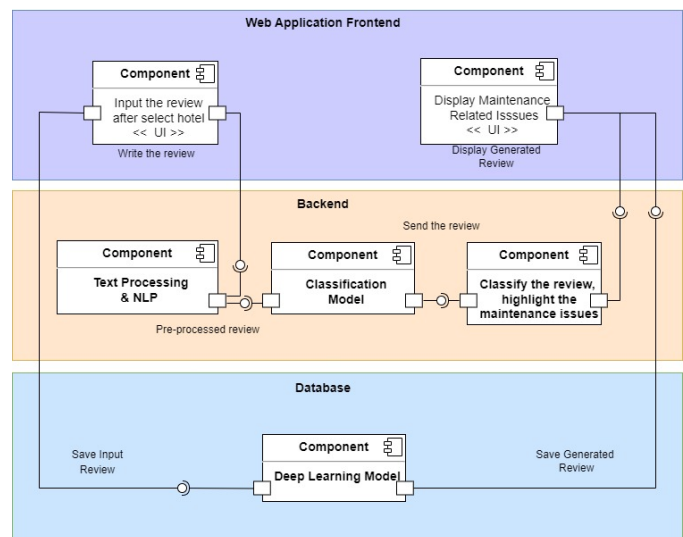 Web Application Frontend
Component
Input the review
after select hotel
<< UI >>
Write the review
Component
Display Maintenance
Related Isssues
<< UI >>
Display Generated
Review
Backend
Send the review
Component
Text Processing
& NLP
Component
Classification
Model
Component
Classify the review,
highlight the
maintenance issues
Pre-processed review
Database
Component
Deep Learning Model
Save Input
Review
Save Generated
Review